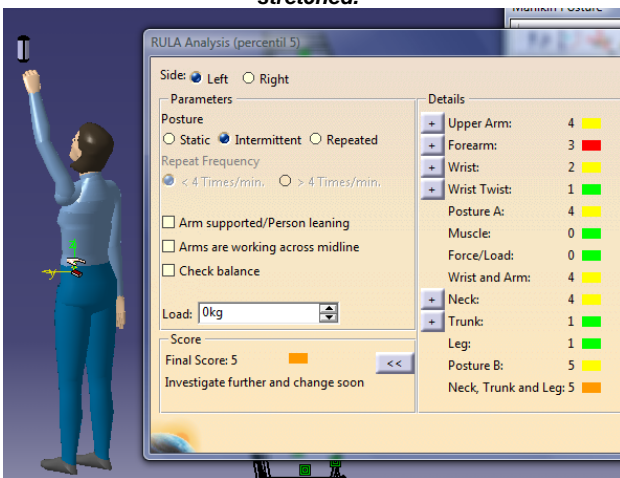 stretched.
Manikin Posture
RULA Analysis (percentil 5)
Side: Left Right
Parameters
Posture
Static Intermittent Repeated
Repeat Frequency
< 4 Times/min. > 4 Times/min.
Arm supported/Person leaning
Arms are working across midline
Check balance
Load: 0kg
Score
Final Score: 5
<<
Investigate further and change soon
Details
+ Upper Arm: 4
+ Forearm: 3
+ Wrist: 2
+ Wrist Twist: 1
Posture A: 4
Muscle: 0
Force/Load: 0
Wrist and Arm: 4
+ Neck: 4
+ Trunk: 1
Leg: 1
Posture B: 5
Neck, Trunk and Leg: 5